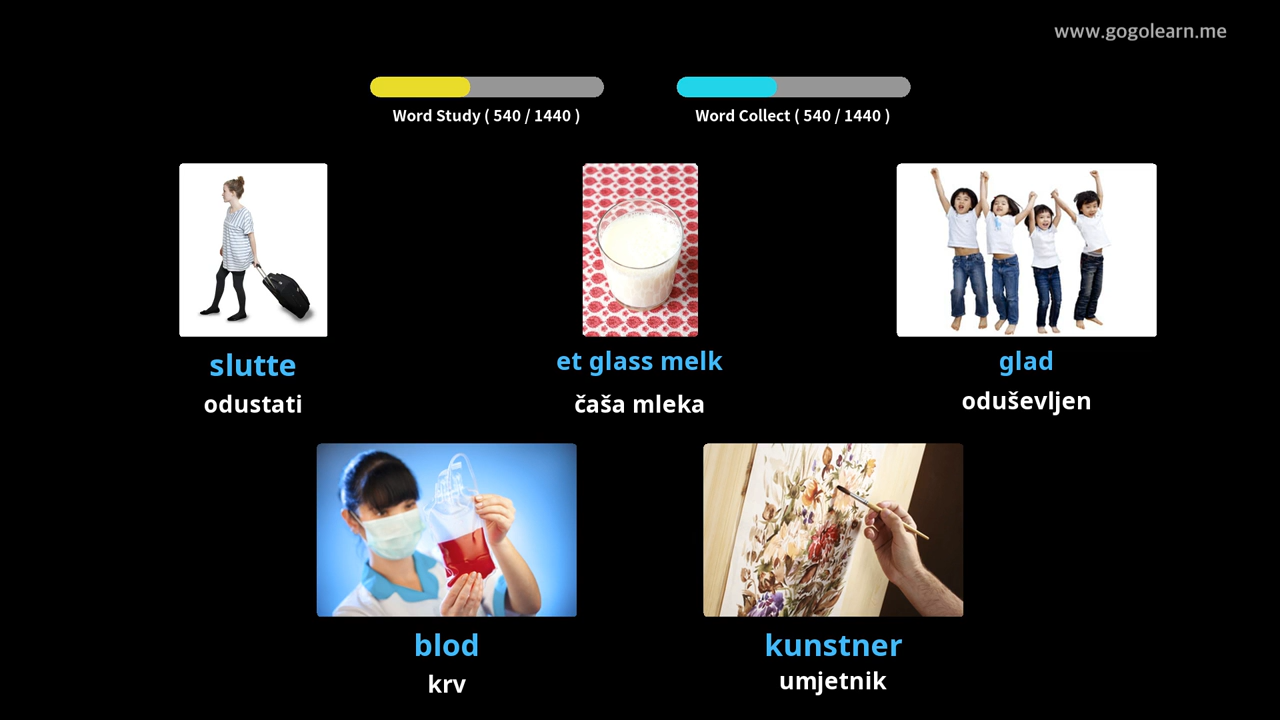 www.gogolearn.me
Word Study ( 540 / 1440 )
Word Collect ( 540 / 1440 )
slutte
odustati
et glass melk
čaša mleka
glad
oduševljen
blod
krv
kunstner
umjetnik